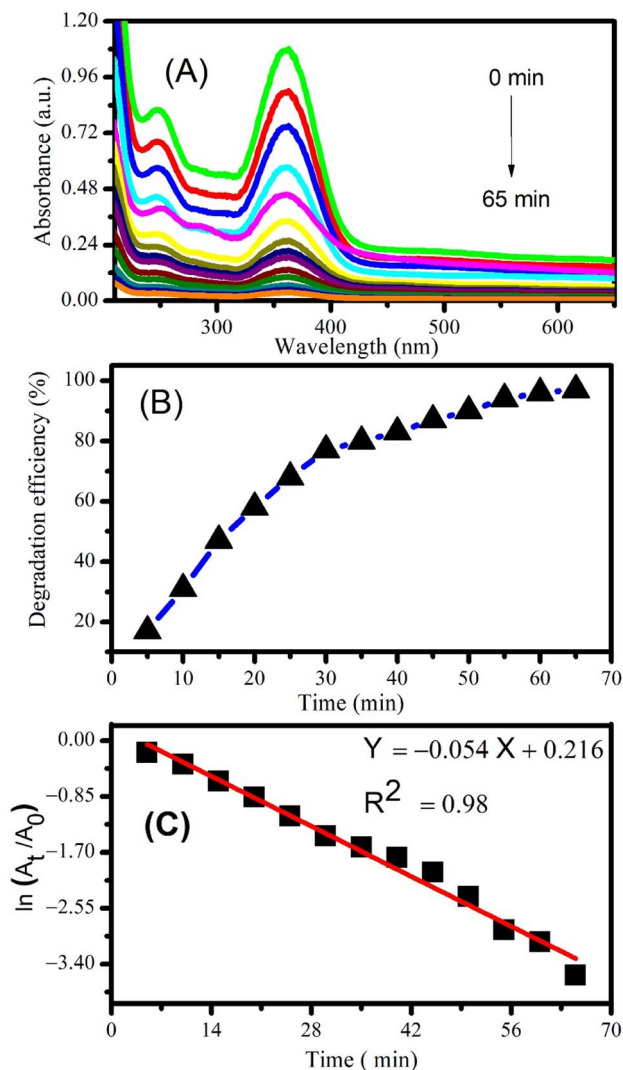 1.20
0.96
0.72
0.48
0.24
0.00
Absorbance (a.u.)
(A)
0 min
65 min
300
400
500
600
Wavelength (nm)
100
80
60
40
20
Degradation efficiency (%)
(B)
0
10
20
30
40
50
60
70
Time (min)
0.00
−0.85
−1.70
−2.55
−3.40
ln (At /A0)
(C)
Y = −0.054 X + 0.216
R2 = 0.98
0
14
28
42
56
70
Time ( min)